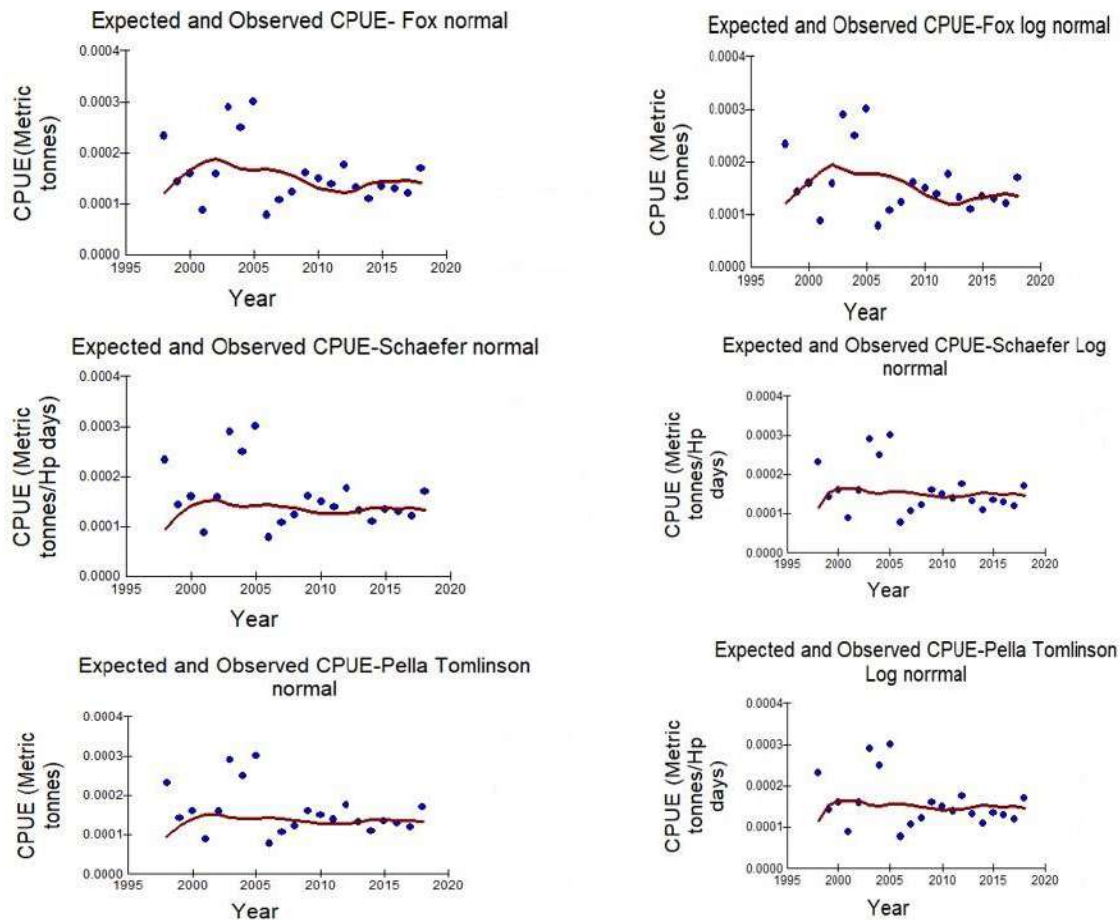 Expected and Observed CPUE- Fox normal
CPUE(Metric
tonnes)
0.0004
0.0003
0.0002
0.0001
0.0000
1995
2000
2005
2010
2015
2020
Year
Expected and Observed CPUE-Fox log normal
CPUE (Metric
tonnes)
0.0004
0.0003
0.0002
0.0001
0.0000
1995
2000
2005
2010
2015
2020
Year
Expected and Observed CPUE-Schaefer normal
CPUE (Metric
tonnes/Hp days)
0.0004
0.0003
0.0002
0.0001
0.0000
1995
2000
2005
2010
2015
2020
Year
Expected and Observed CPUE-Schaefer Log
norrmal
CPUE (Metric
tonnes/Hp
days)
0.0004
0.0003
0.0002
0.0001
0.0000
1995
2000
2005
2010
2015
2020
Year
Expected and Observed CPUE-Pella Tomlinson
normal
CPUE (Metric
tonnes)
0.0004
0.0003
0.0002
0.0001
0.0000
1995
2000
2005
2010
2015
2020
Year
Expected and Observed CPUE-Pella Tomlinson
Log norrmal
CPUE (Metric
tonnes/Hp
days)
0.0004
0.0003
0.0002
0.0001
0.0000
1995
2000
2005
2010
2015
2020
Year